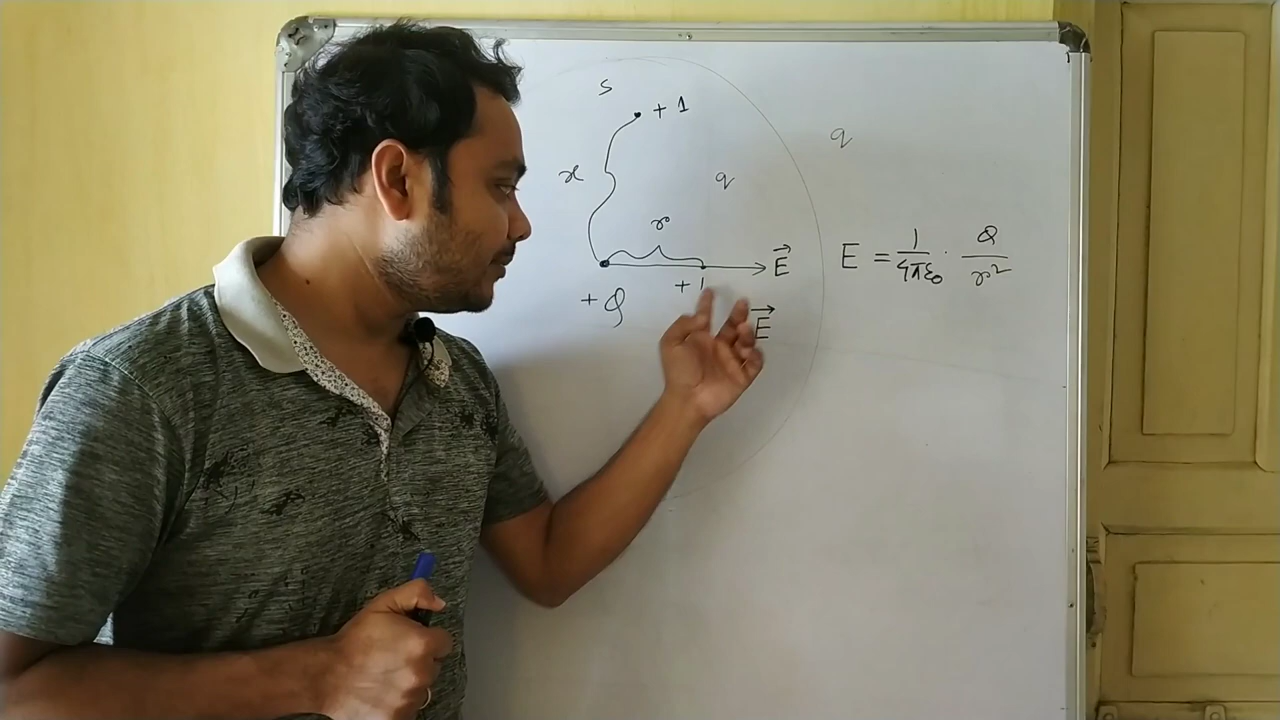 s
+ 1
q
x
q
r
E⃗
+ Q
+ 1
E⃗
E = 1/4πε₀ · Q/r²